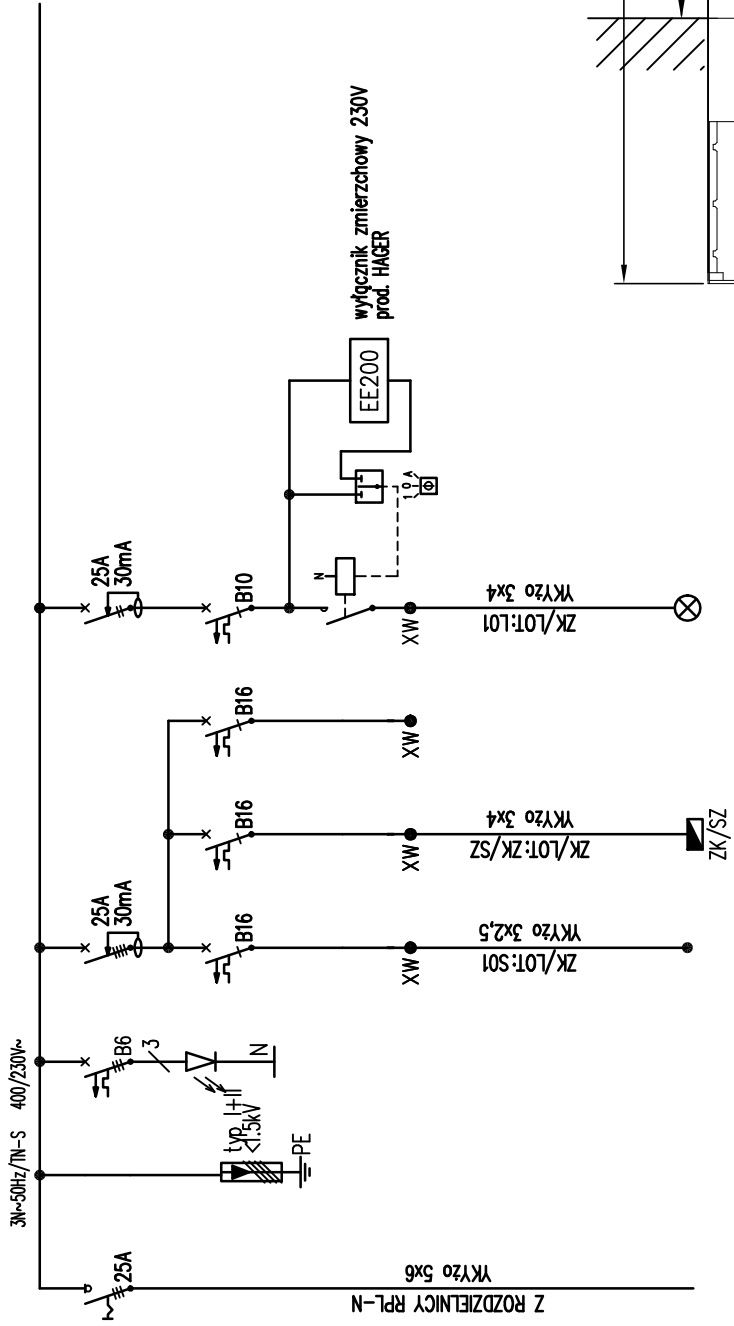 3N~50Hz/TN-S 400/230V~
25A
YKYżo 5x6
Z ROZDZIELNICY RPL-N
typ I+II
<1.5kV
PE
B6
3
N
25A
30mA
B16
XW
YKYżo 3x2,5
ZK/LOT:S01
B16
XW
YKYżo 3x4
ZK/LOT:ZK/SZ
ZK/SZ
B16
XW
25A
30mA
B10
N
1 0 A
EE200
wyłącznik zmierzchowy 230V
prod. HAGER
XW
YKYżo 3x4
ZK/LOT:L01